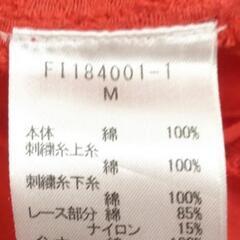 FI184001-1
M
本体 綿 100%
刺繍糸上糸
綿 100%
刺繍糸下糸
綿 100%
レース部分 綿 85%
ナイロン 15%